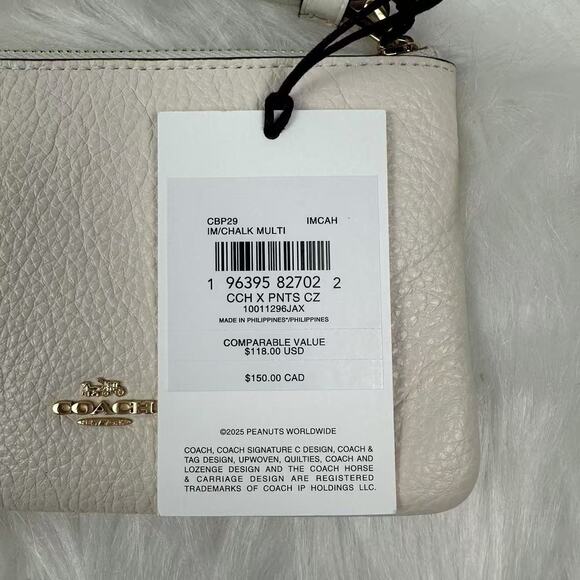 CBP29 IMCAH
IM/CHALK MULTI
1 96395 82702 2
CCH X PNTS CZ
10011296JAX
MADE IN PHILIPPINES*/PHILIPPINES
COMPARABLE VALUE
$118.00 USD
$150.00 CAD
COACH
NEW YORK
©2025 PEANUTS WORLDWIDE
COACH, COACH SIGNATURE C DESIGN, COACH &
TAG DESIGN, UPWOVEN, QUILTIES, COACH AND
LOZENGE DESIGN AND THE COACH HORSE
& CARRIAGE DESIGN ARE REGISTERED
TRADEMARKS OF COACH IP HOLDINGS LLC.